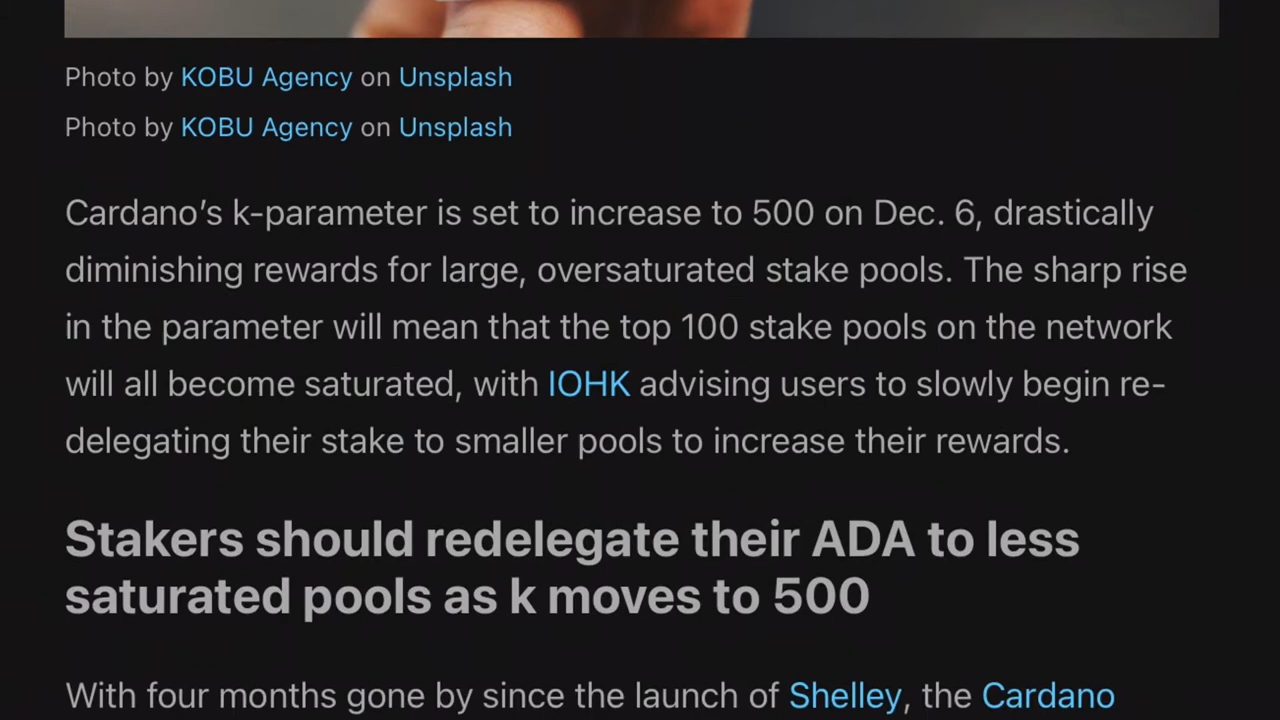 Photo by KOBU Agency on Unsplash
Photo by KOBU Agency on Unsplash
Cardano’s k-parameter is set to increase to 500 on Dec. 6, drastically
diminishing rewards for large, oversaturated stake pools. The sharp rise
in the parameter will mean that the top 100 stake pools on the network
will all become saturated, with IOHK advising users to slowly begin re-
delegating their stake to smaller pools to increase their rewards.
Stakers should redelegate their ADA to less
saturated pools as k moves to 500
With four months gone by since the launch of Shelley, the Cardano